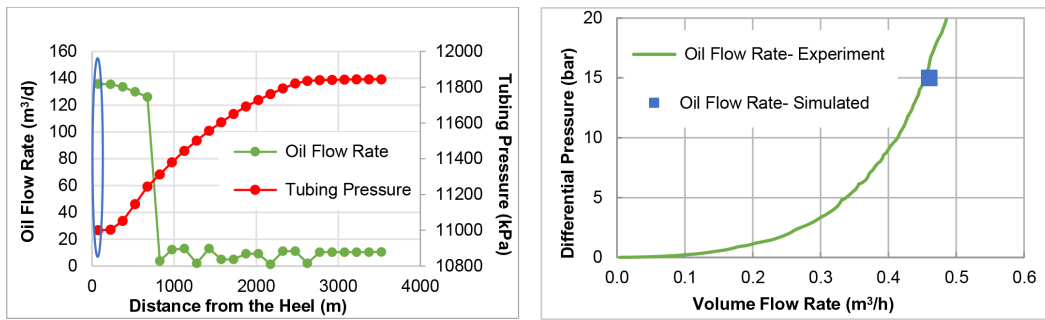 160
140
120
100
80
60
40
20
0
Oil Flow Rate (m³/d)
12000
11800
11600
11400
11200
11000
10800
Tubing Pressure (kPa)
Oil Flow Rate
Tubing Pressure
0 1000 2000 3000 4000
Distance from the Heel (m)
20
15
10
5
0
Differential Pressure (bar)
Oil Flow Rate- Experiment
Oil Flow Rate- Simulated
0.0 0.1 0.2 0.3 0.4 0.5 0.6
Volume Flow Rate (m³/h)